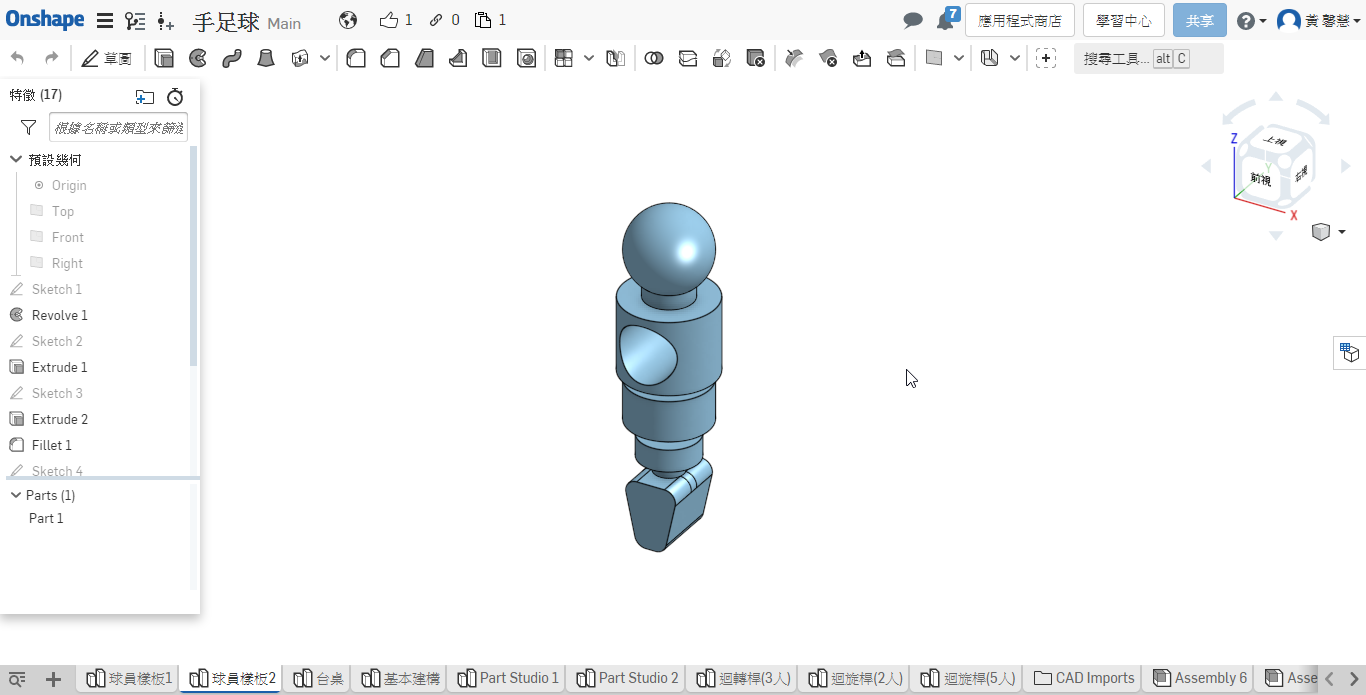 Onshape 手足球 Main 1 0 1 7 應用程式商店 學習中心 共享 黃馨慧
草圖 搜尋工具... alt C
特徵 (17)
根據名稱或類型來篩選
預設幾何
Origin
Top
Front
Right
Sketch 1
Revolve 1
Sketch 2
Extrude 1
Sketch 3
Extrude 2
Fillet 1
Sketch 4
Parts (1)
Part 1
Z
上視
Y
前視 右視
X
球員樣板1 球員樣板2 台桌 基本建構 Part Studio 1 Part Studio 2 迴轉桿(3人) 迴旋桿(2人) 迴旋桿(5人) CAD Imports Assembly 6 Asse